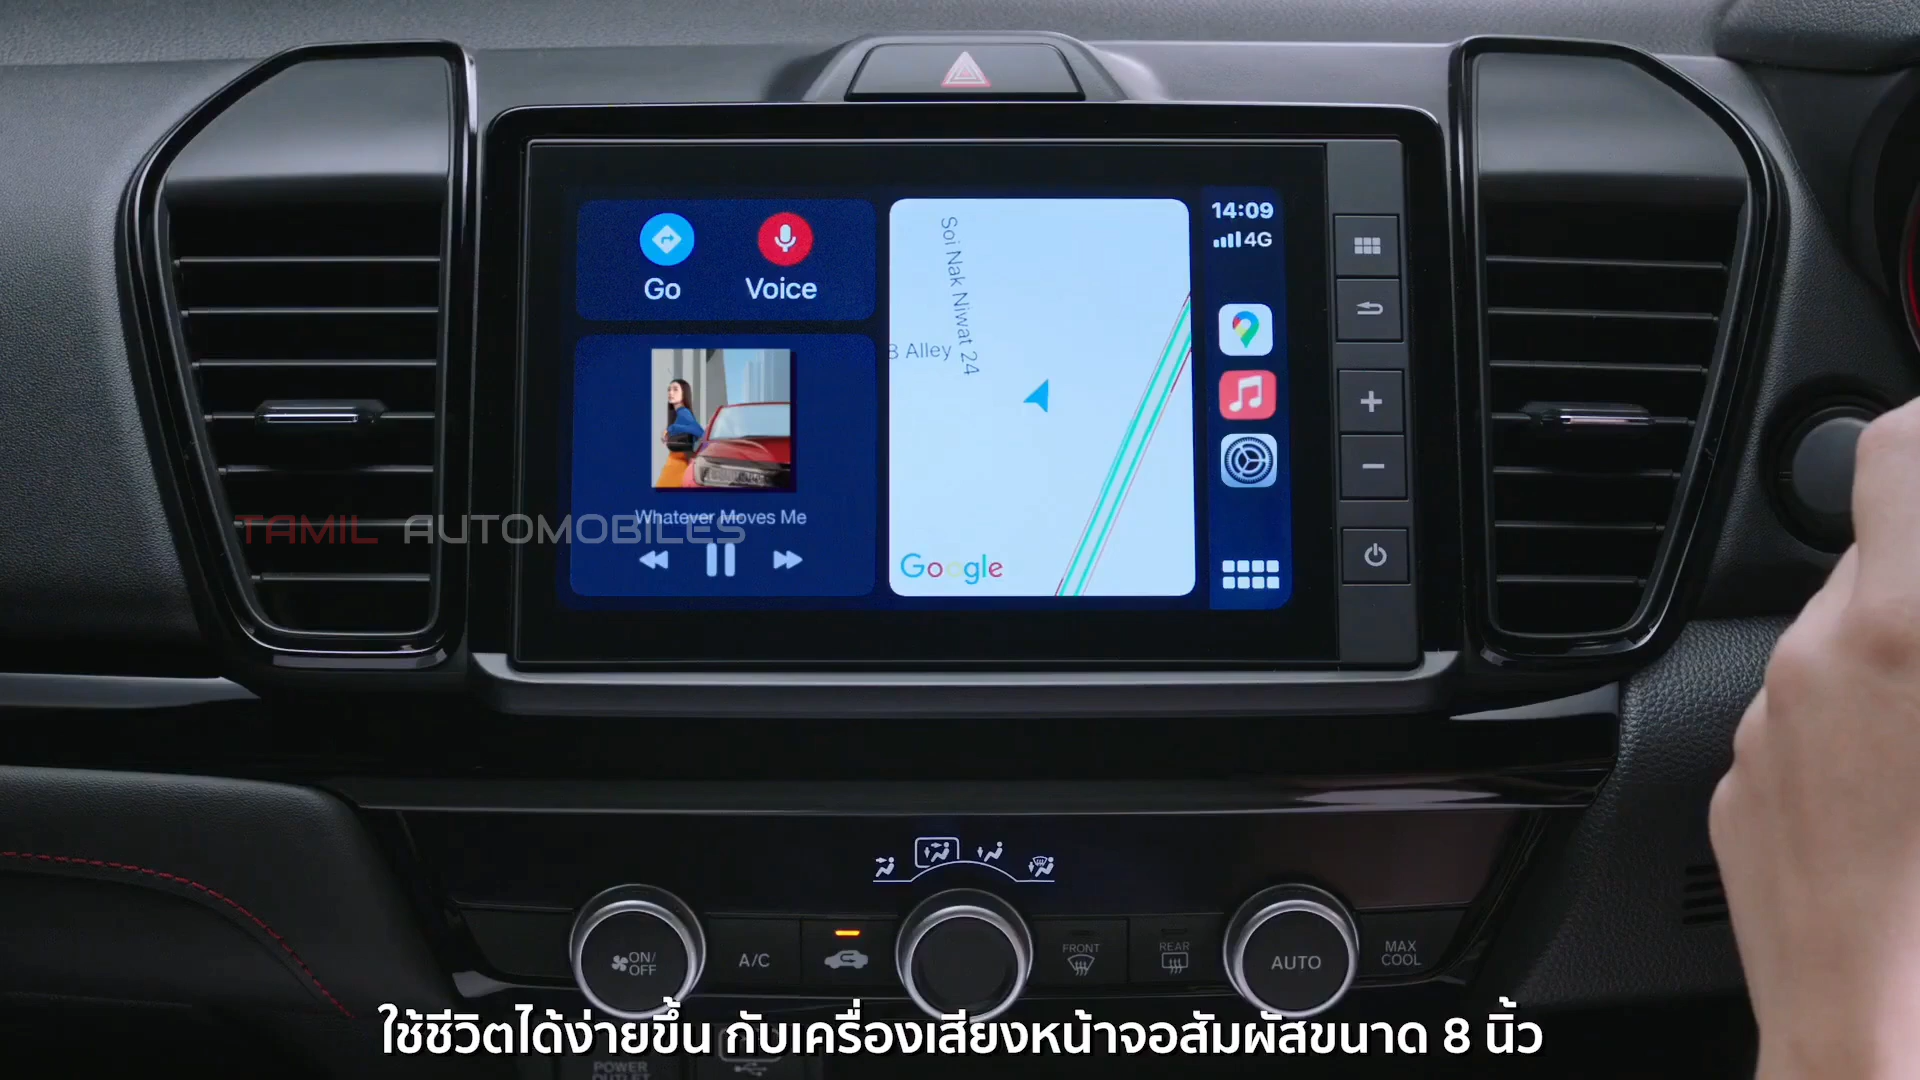 14:09
4G
Go
Voice
Soi Nak Niwat 24
8 Alley
Whatever Moves Me
TAMIL AUTOMOBILES
Google
ON/
OFF
A/C
FRONT
REAR
AUTO
MAX
COOL
ใช้ชีวิตได้ง่ายขึ้น กับเครื่องเสียงหน้าจอสัมผัสขนาด 8 นิ้ว
POWER
OUTLET